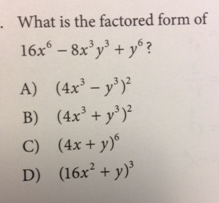 . What is the factored form of
16x⁶ – 8x³y³ + y⁶?
A) (4x³ – y³)²
B) (4x³ + y³)²
C) (4x + y)⁶
D) (16x² + y)³